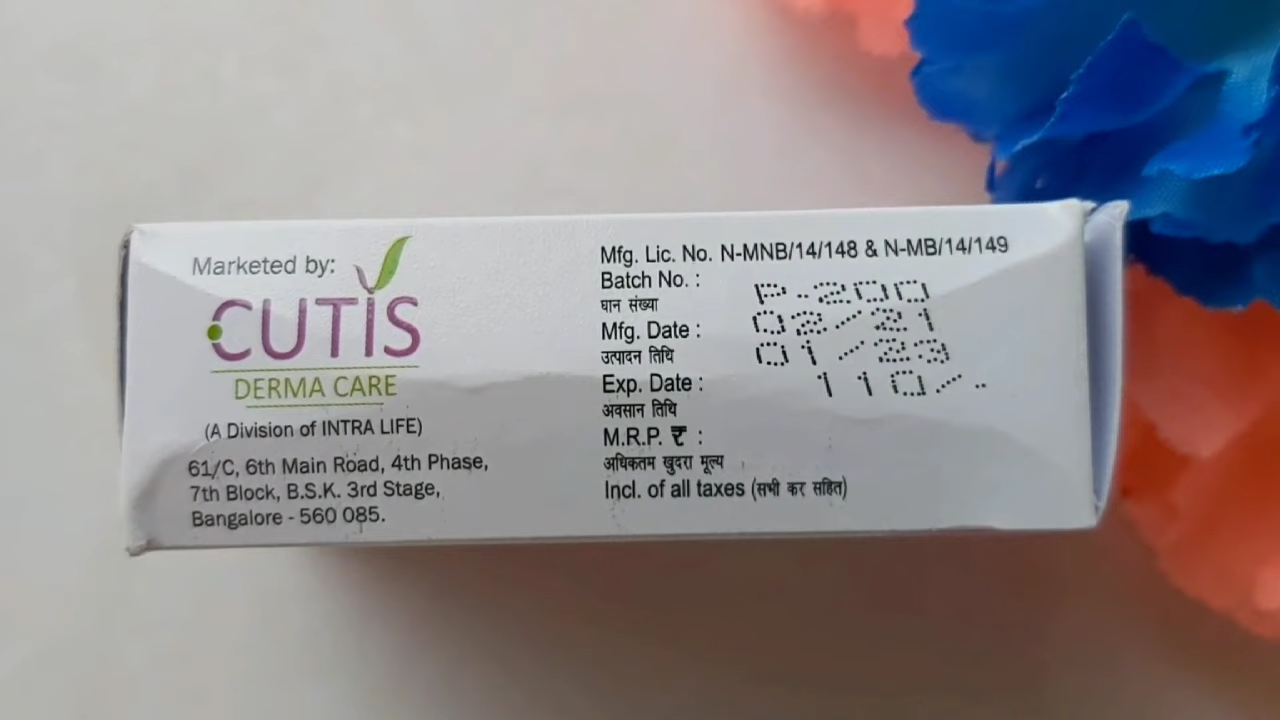 Marketed by:
CUTIS
DERMA CARE
(A Division of INTRA LIFE)
61/C, 6th Main Road, 4th Phase,
7th Block, B.S.K. 3rd Stage,
Bangalore - 560 085.
Mfg. Lic. No. N-MNB/14/148 & N-MB/14/149
Batch No. : P-200
घान संख्या
Mfg. Date : 02/21
उत्पादन तिथि
01/23
Exp. Date : 110/-
अवसान तिथि
M.R.P. ₹ :
अधिकतम खुदरा मूल्य
Incl. of all taxes (सभी कर सहित)